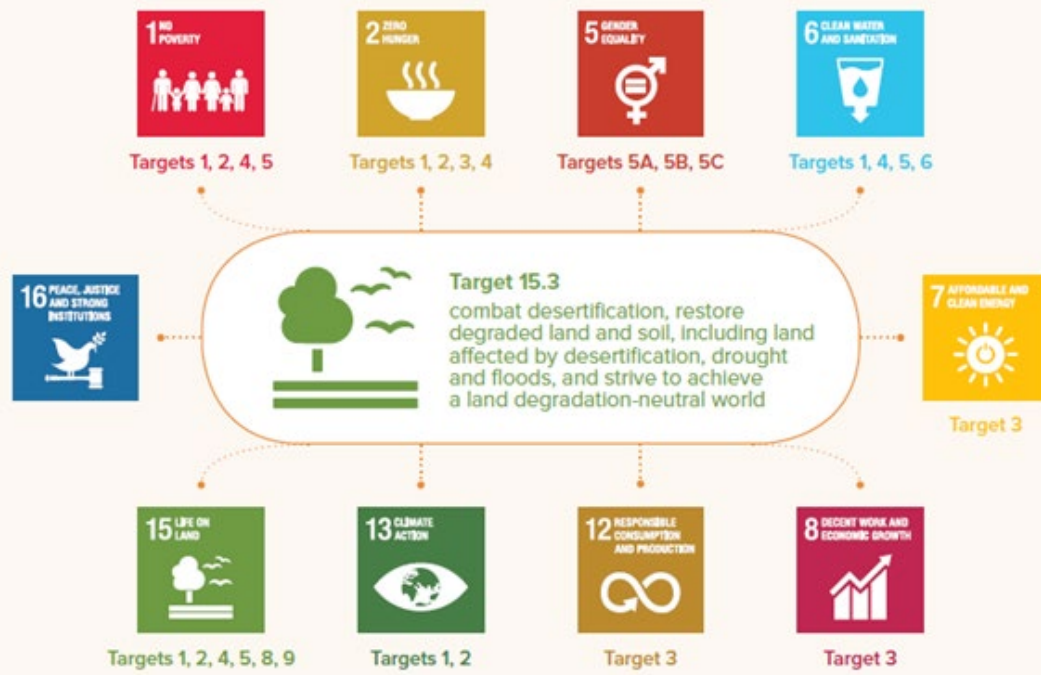 1 NO
POVERTY
Targets 1, 2, 4, 5
2 ZERO
HUNGER
Targets 1, 2, 3, 4
5 GENDER
EQUALITY
Targets 5A, 5B, 5C
6 CLEAN WATER
AND SANITATION
Targets 1, 4, 5, 6
16 PEACE, JUSTICE
AND STRONG
INSTITUTIONS
Target 15.3
combat desertification, restore
degraded land and soil, including land
affected by desertification, drought
and floods, and strive to achieve
a land degradation-neutral world
7 AFFORDABLE AND
CLEAN ENERGY
Target 3
15 LIFE ON
LAND
Targets 1, 2, 4, 5, 8, 9
13 CLIMATE
ACTION
Targets 1, 2
12 RESPONSIBLE
CONSUMPTION
AND PRODUCTION
Target 3
8 DECENT WORK AND
ECONOMIC GROWTH
Target 3